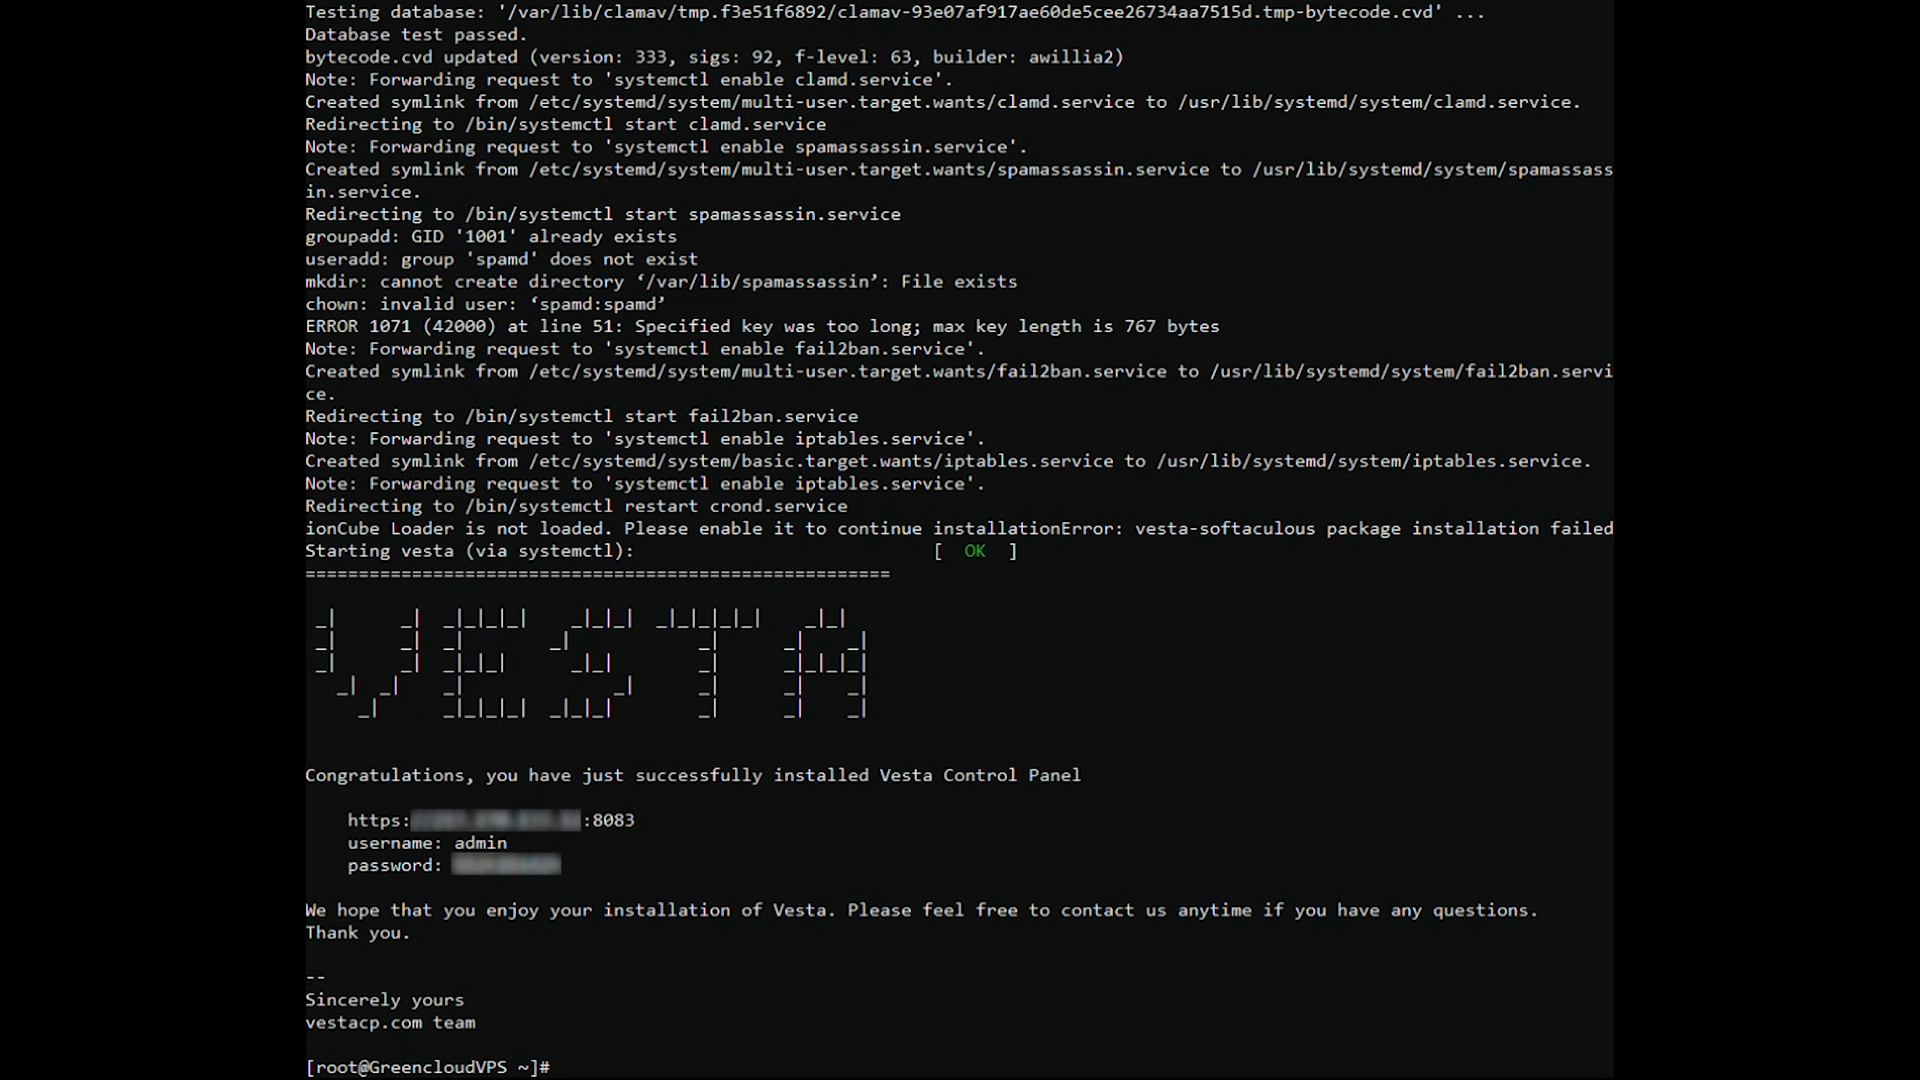 Testing database: '/var/lib/clamav/tmp.f3e51f6892/clamav-93e07af917ae60de5cee26734aa7515d.tmp-bytecode.cvd' ...
Database test passed.
bytecode.cvd updated (version: 333, sigs: 92, f-level: 63, builder: awillia2)
Note: Forwarding request to 'systemctl enable clamd.service'.
Created symlink from /etc/systemd/system/multi-user.target.wants/clamd.service to /usr/lib/systemd/system/clamd.service.
Redirecting to /bin/systemctl start clamd.service
Note: Forwarding request to 'systemctl enable spamassassin.service'.
Created symlink from /etc/systemd/system/multi-user.target.wants/spamassassin.service to /usr/lib/systemd/system/spamassass
in.service.
Redirecting to /bin/systemctl start spamassassin.service
groupadd: GID '1001' already exists
useradd: group 'spamd' does not exist
mkdir: cannot create directory ‘/var/lib/spamassassin’: File exists
chown: invalid user: ‘spamd:spamd’
ERROR 1071 (42000) at line 51: Specified key was too long; max key length is 767 bytes
Note: Forwarding request to 'systemctl enable fail2ban.service'.
Created symlink from /etc/systemd/system/multi-user.target.wants/fail2ban.service to /usr/lib/systemd/system/fail2ban.servi
ce.
Redirecting to /bin/systemctl start fail2ban.service
Note: Forwarding request to 'systemctl enable iptables.service'.
Created symlink from /etc/systemd/system/basic.target.wants/iptables.service to /usr/lib/systemd/system/iptables.service.
Note: Forwarding request to 'systemctl enable iptables.service'.
Redirecting to /bin/systemctl restart crond.service
ionCube Loader is not loaded. Please enable it to continue installationError: vesta-softaculous package installation failed
Starting vesta (via systemctl): [ OK ]
=======================================================
VESTA
Congratulations, you have just successfully installed Vesta Control Panel
https: :8083
username: admin
password:
We hope that you enjoy your installation of Vesta. Please feel free to contact us anytime if you have any questions.
Thank you.
--
Sincerely yours
vestacp.com team
[root@GreencloudVPS ~]#